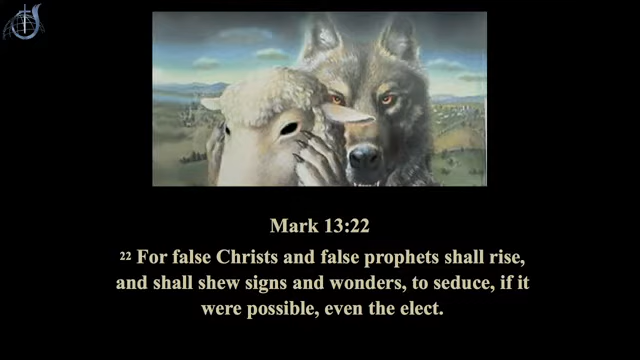 Mark 13:22
22 For false Christs and false prophets shall rise,
and shall shew signs and wonders, to seduce, if it
were possible, even the elect.